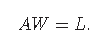 AW = L.